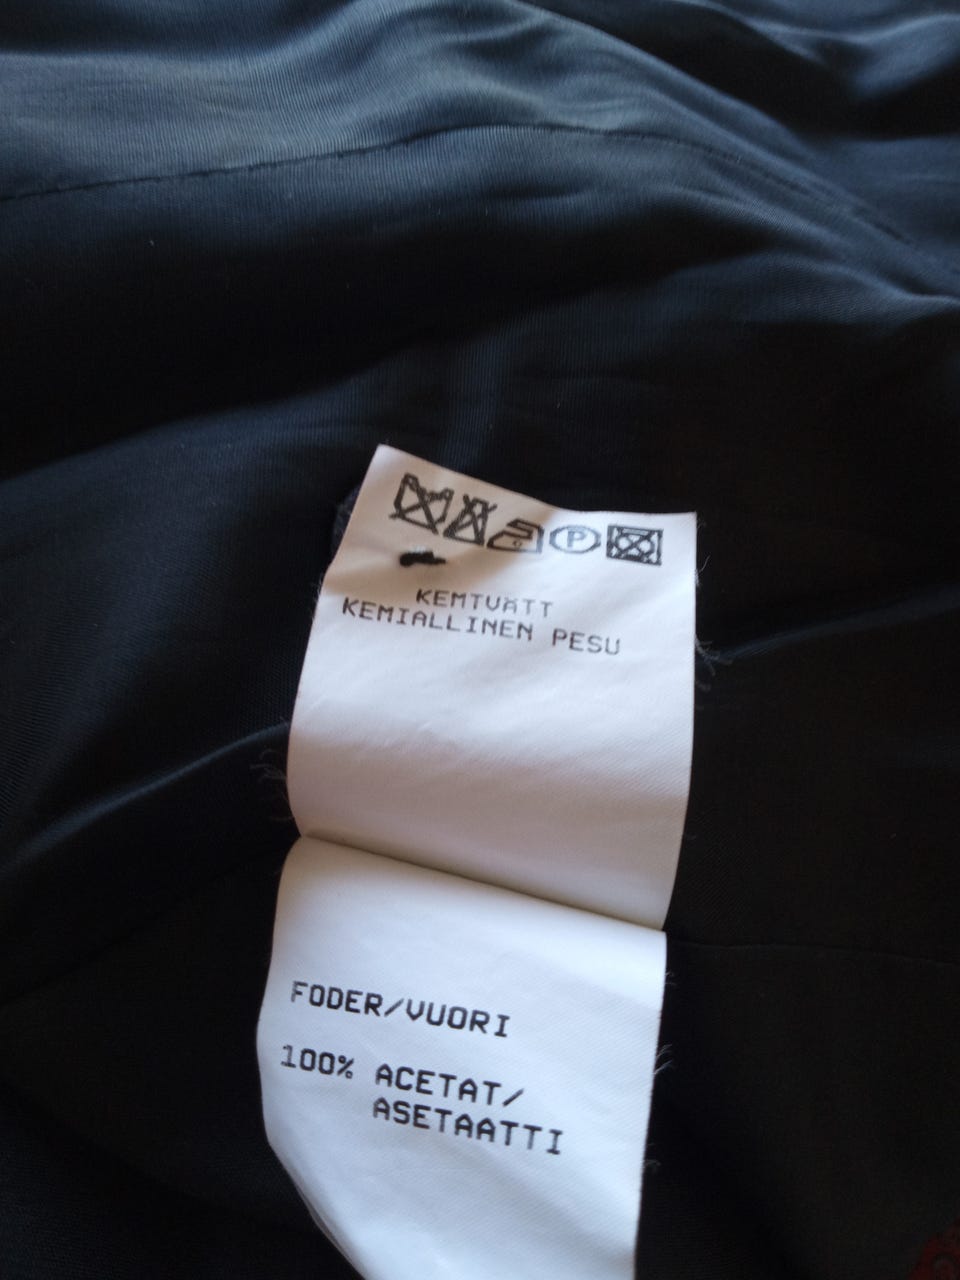 P
KEMTVÄTT
KEMIALLINEN PESU
FODER/VUORI
100% ACETAT/
ASETAATTI